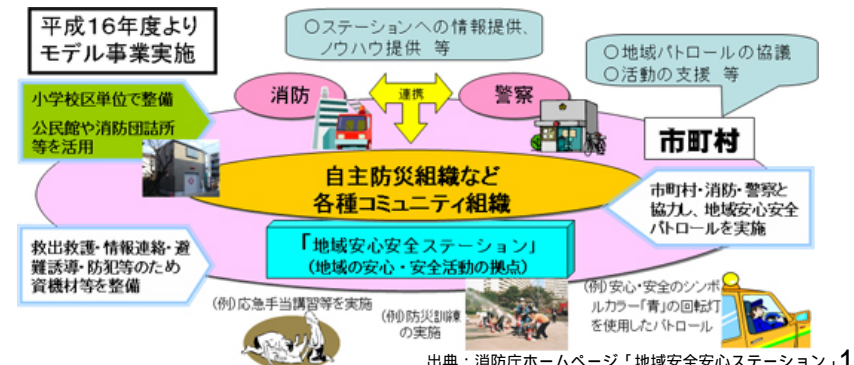 平成16年度より
モデル事業実施
○ステーションへの情報提供、
ノウハウ提供 等
○地域パトロールの協議
○活動の支援 等
小学校区単位で整備
公民館や消防団詰所
等を活用
消防
連携
警察
市町村
自主防災組織など
各種コミュニティ組織
市町村・消防・警察と
協力し、地域安心安全
パトロールを実施
「地域安心安全ステーション」
(地域の安心・安全活動の拠点)
救出救護・情報連絡・避
難誘導・防犯等のため
資機材等を整備
(例)応急手当講習等を実施
(例)防災訓練
の実施
(例)安心・安全のシンボ
ルカラー「青」の回転灯
を使用したパトロール
出典:消防庁ホームページ「地域安全安心ステーション」1